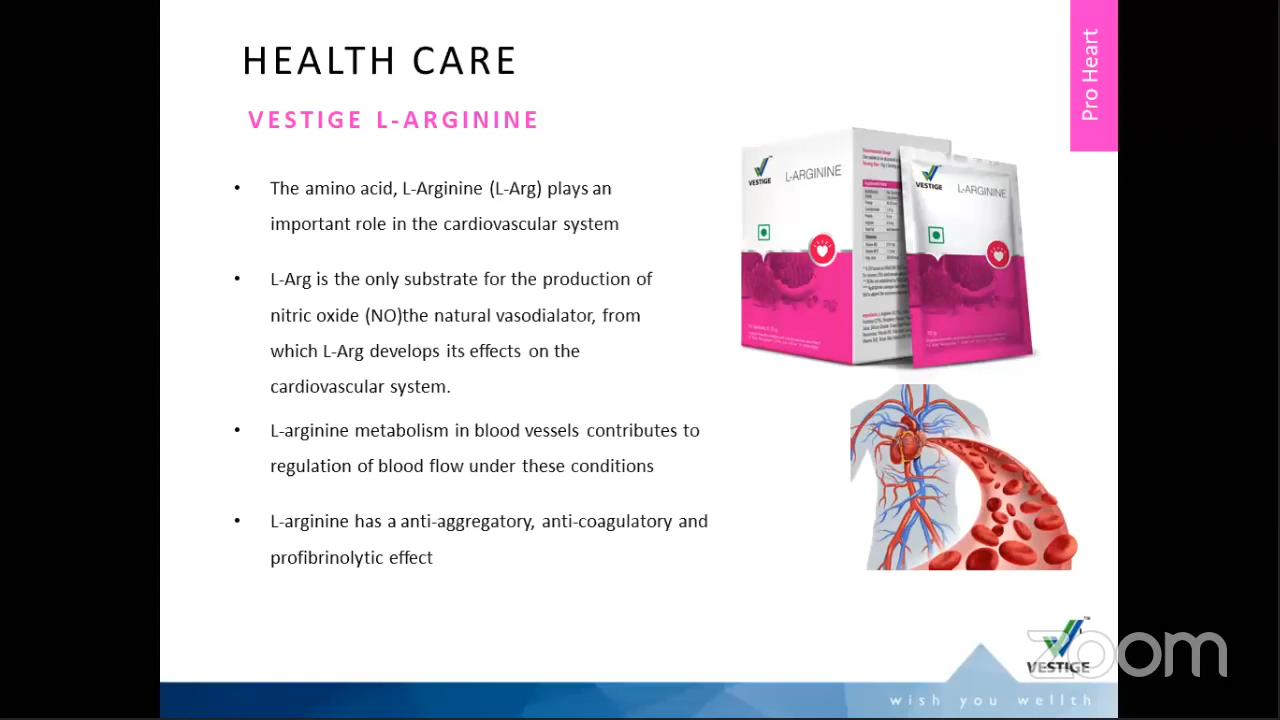 HEALTH CARE
Pro Heart
VESTIGE L-ARGININE
• The amino acid, L-Arginine (L-Arg) plays an
important role in the cardiovascular system
• L-Arg is the only substrate for the production of
nitric oxide (NO)the natural vasodialator, from
which L-Arg develops its effects on the
cardiovascular system.
• L-arginine metabolism in blood vessels contributes to
regulation of blood flow under these conditions
• L-arginine has a anti-aggregatory, anti-coagulatory and
profibrinolytic effect
VESTIGE
L-ARGININE
VESTIGE
L-ARGININE
zoom
VESTIGE
wish you wellth